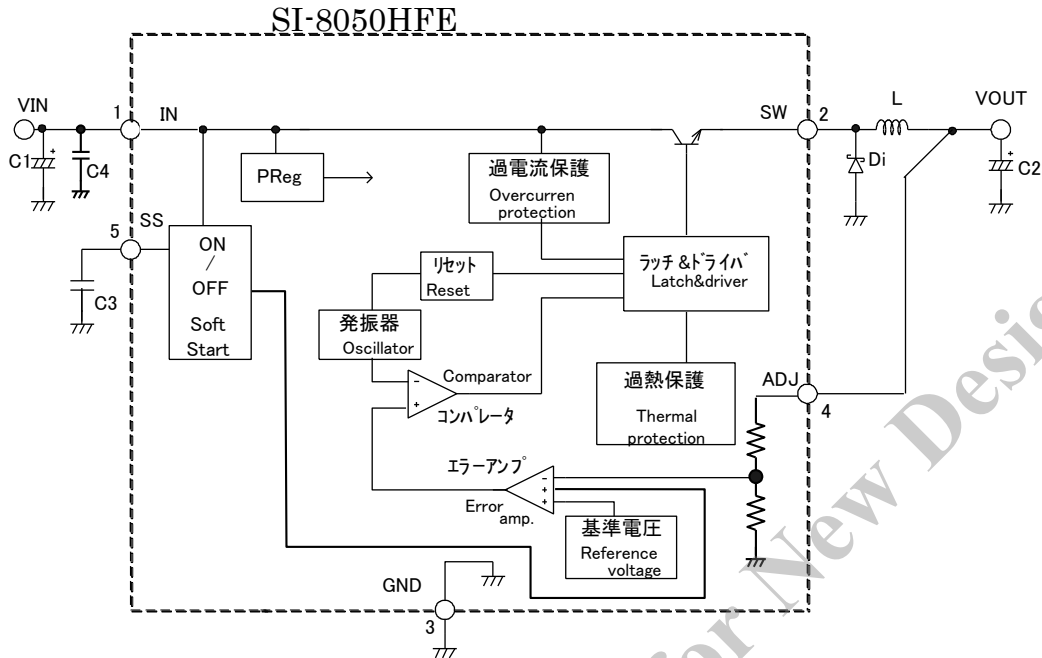 SI-8050HFE
VIN
1
IN
SW
2
L
VOUT
C1
+
C4
PReg
過電流保護
Overcurren
protection
Di
+
C2
5
SS
ON
/
OFF
Soft
Start
C3
リセット
Reset
ラッチ&ドライバ
Latch&driver
発振器
Oscillator
-
+
Comparator
コンパレータ
過熱保護
Thermal
protection
ADJ
4
エラーアンプ
Error
amp.
-
+
+
基準電圧
Reference
voltage
GND
3
for New Desi